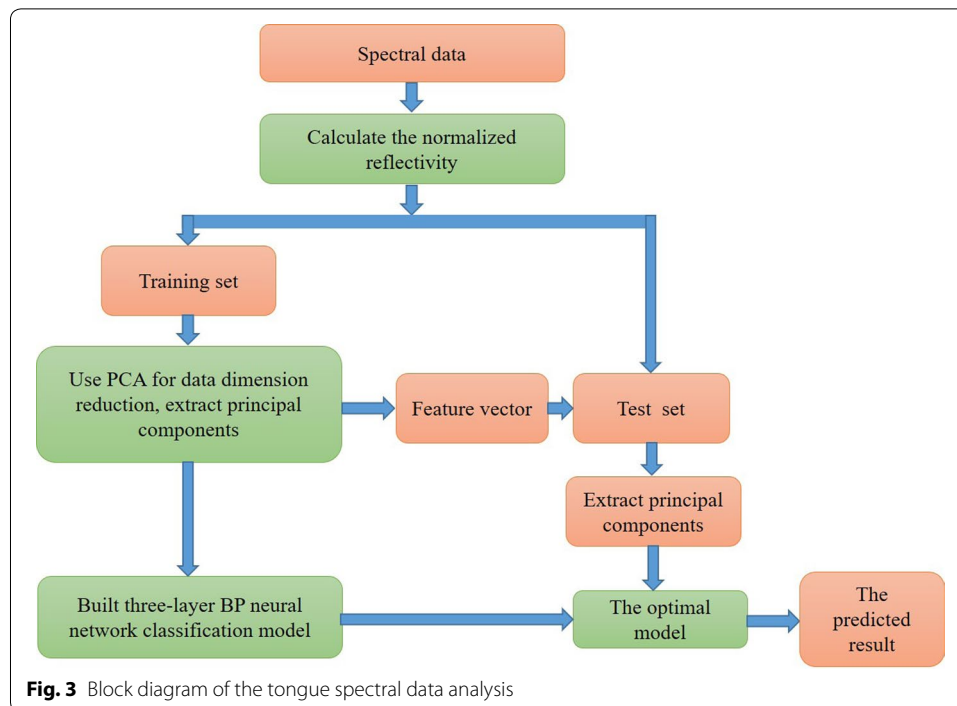 Spectral data
Calculate the normalized
reflectivity
Training set
Use PCA for data dimension
reduction, extract principal
components
Feature vector
Test set
Extract principal
components
Built three-layer BP neural
network classification model
The optimal
model
The
predicted
result
Fig. 3 Block diagram of the tongue spectral data analysis